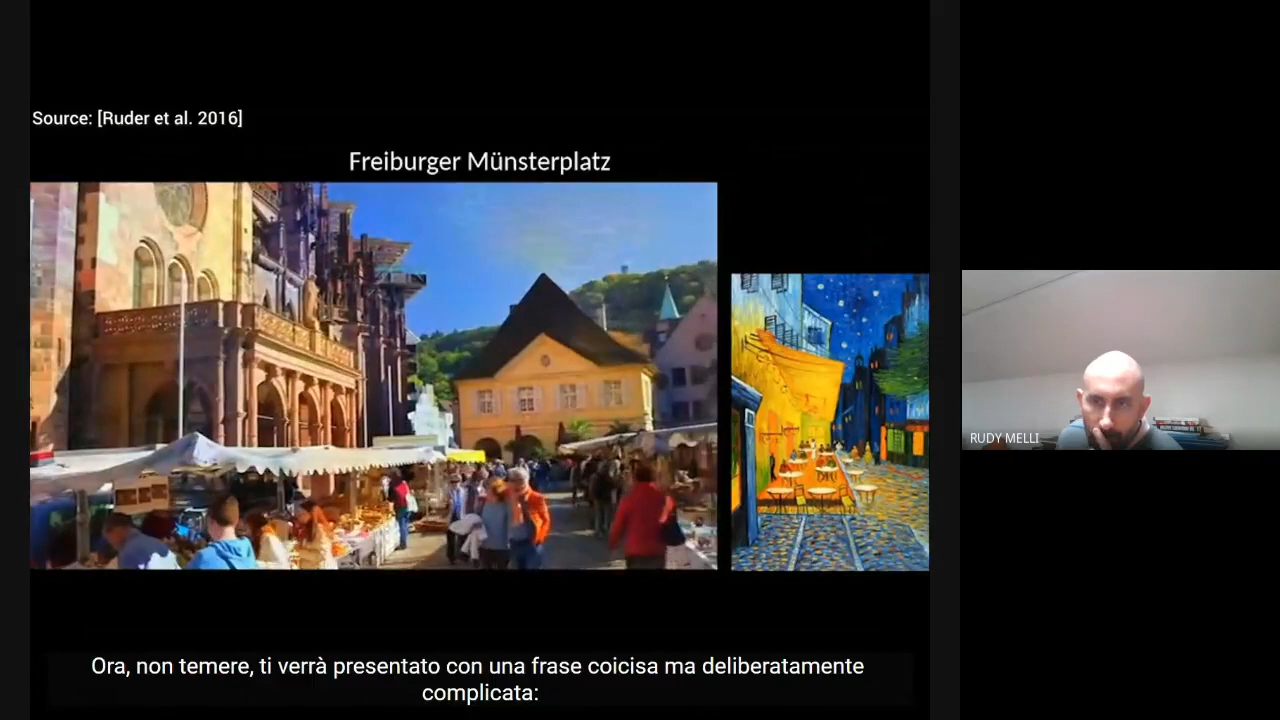 Source: [Ruder et al. 2016]
Freiburger Münsterplatz
RUDY MELLI
Ora, non temere, ti verrà presentato con una frase coicisa ma deliberatamente
complicata: